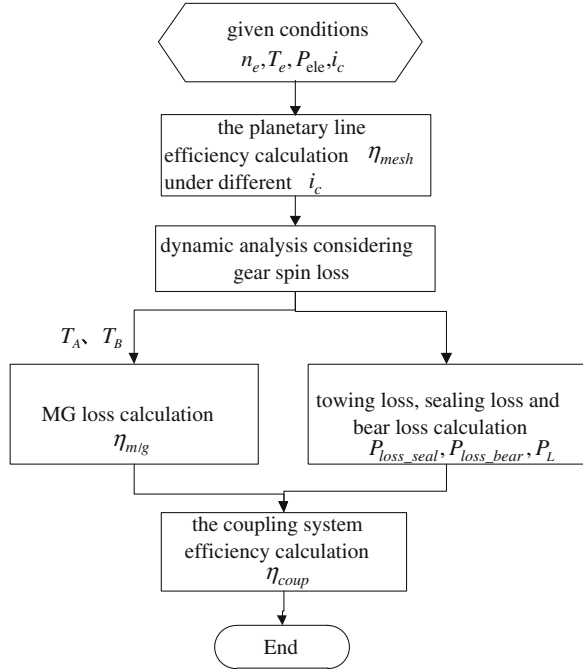 given conditions
n_e, T_e, P_ele, i_c
the planetary line
efficiency calculation η_mesh
under different i_c
dynamic analysis considering
gear spin loss
T_A、 T_B
MG loss calculation
η_m/g
towing loss, sealing loss and
bear loss calculation
P_loss_seal, P_loss_bear, P_L
the coupling system
efficiency calculation
η_coup
End